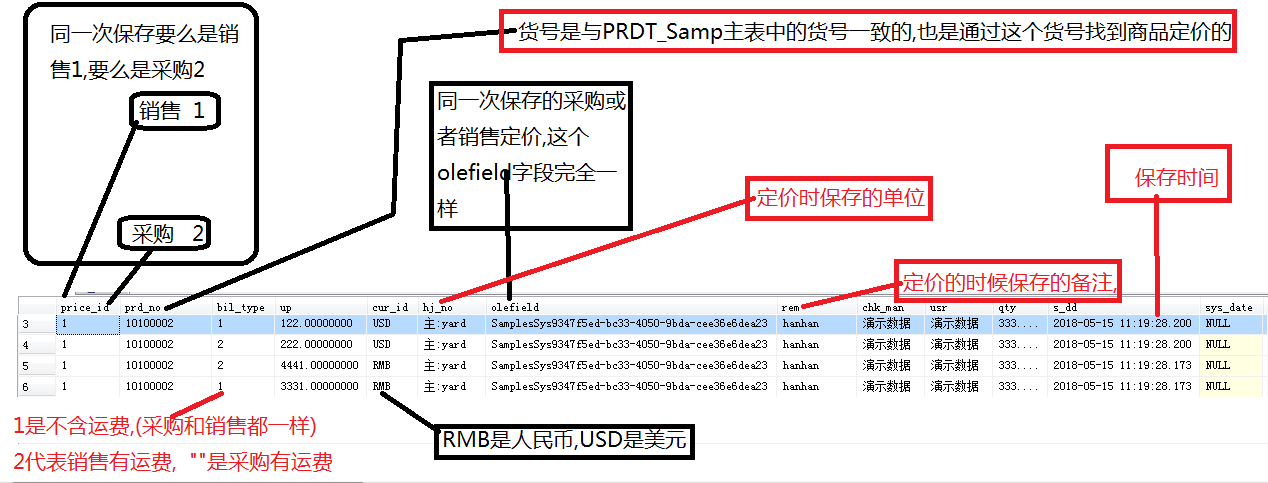 同一次保存要么是销
售1,要么是采购2
销售 1
采购 2
货号是与PRDT_Samp主表中的货号一致的,也是通过这个货号找到商品定价的
同一次保存的采购或
者销售定价,这个
olefield字段完全一
样
定价时保存的单位
保存时间
定价的时候保存的备注,
price_id prd_no bil_type up cur_id hj_no olefield rem chk_man usr qty s_dd sys_date
3 1 10100002 1 122.00000000 USD 主:yard SamplesSys9347f5ed-bc33-4050-9bda-cee36e6dea23 hanhan 演示数据 演示数据 333.... 2018-05-15 11:19:28.200 NULL
4 1 10100002 2 222.00000000 USD 主:yard SamplesSys9347f5ed-bc33-4050-9bda-cee36e6dea23 hanhan 演示数据 演示数据 333.... 2018-05-15 11:19:28.200 NULL
5 1 10100002 2 4441.00000000 RMB 主:yard SamplesSys9347f5ed-bc33-4050-9bda-cee36e6dea23 hanhan 演示数据 演示数据 333.... 2018-05-15 11:19:28.173 NULL
6 1 10100002 1 3331.00000000 RMB 主:yard SamplesSys9347f5ed-bc33-4050-9bda-cee36e6dea23 hanhan 演示数据 演示数据 333.... 2018-05-15 11:19:28.173 NULL
1是不含运费,(采购和销售都一样)
2代表销售有运费, ""是采购有运费
RMB是人民币,USD是美元